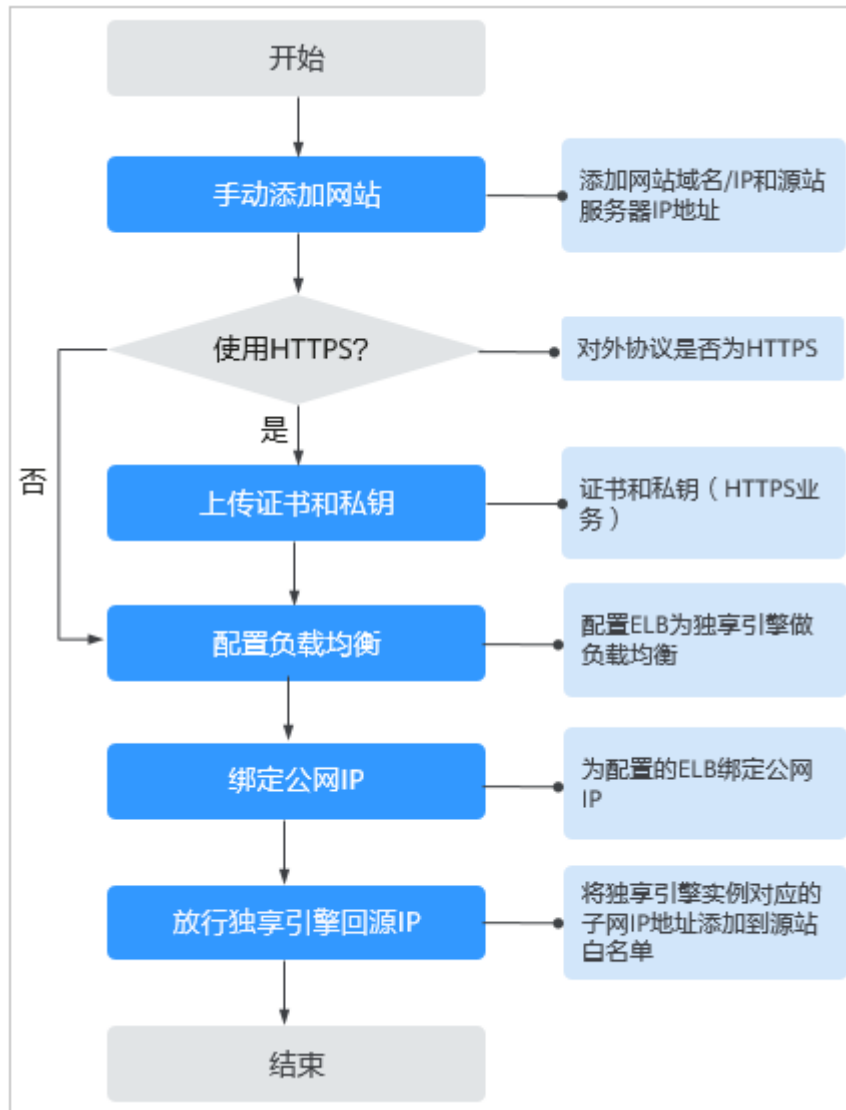 开始
手动添加网站
添加网站域名/IP和源站
服务器IP地址
使用HTTPS?
对外协议是否为HTTPS
是
否
上传证书和私钥
证书和私钥（HTTPS业
务）
配置负载均衡
配置ELB为独享引擎做
负载均衡
绑定公网IP
为配置的ELB绑定公网
IP
放行独享引擎回源IP
将独享引擎实例对应的
子网IP地址添加到源站
白名单
结束